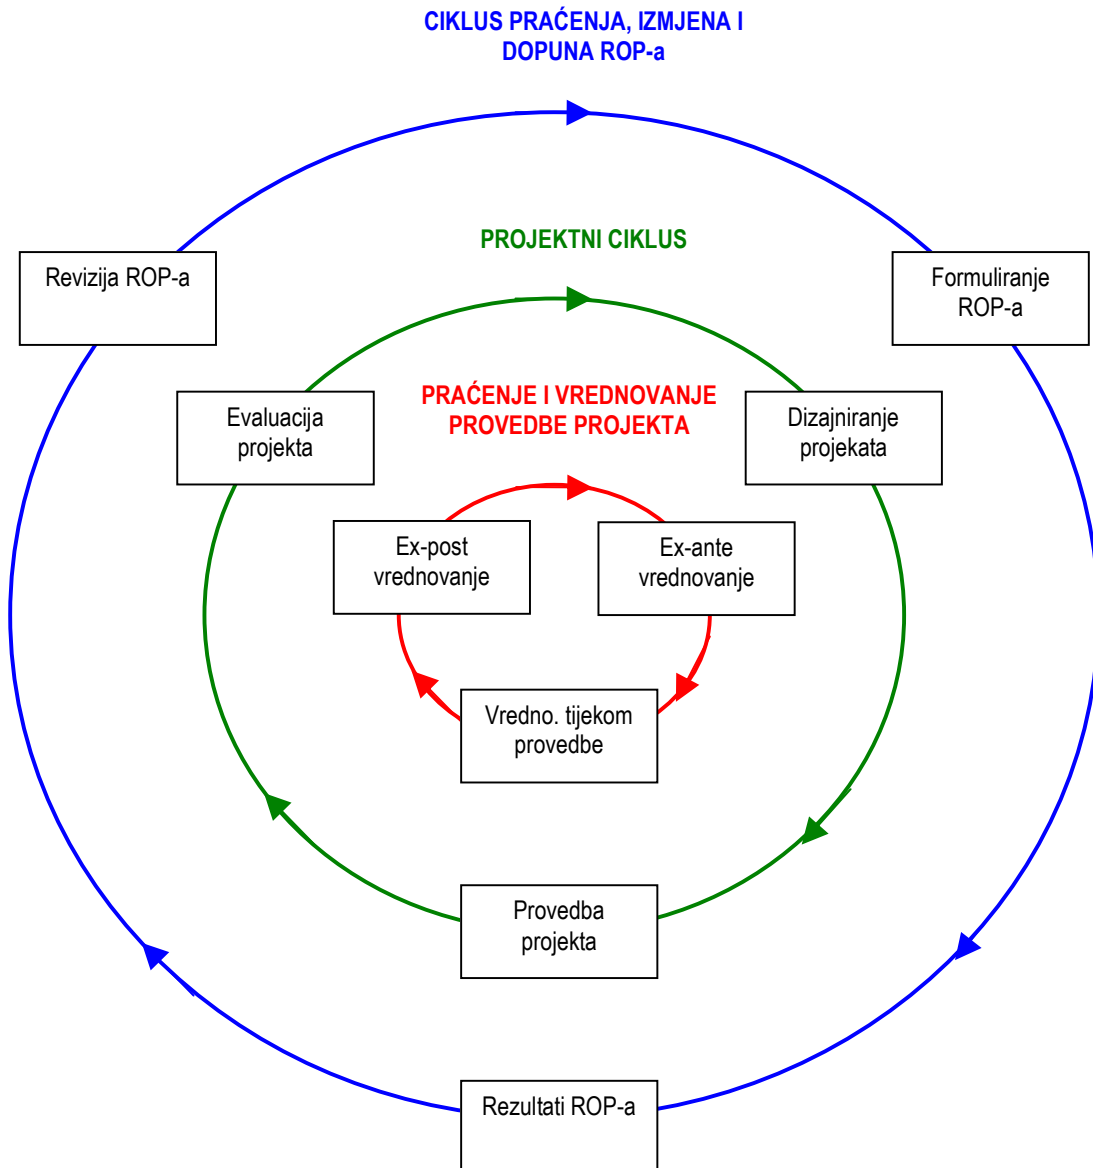 CIKLUS PRAĆENJA, IZMJENA I
DOPUNA ROP-a
PROJEKTNI CIKLUS
Revizija ROP-a
Formuliranje
ROP-a
PRAĆENJE I VREDNOVANJE
PROVEDBE PROJEKTA
Evaluacija
projekta
Dizajniranje
projekata
Ex-post
vrednovanje
Ex-ante
vrednovanje
Vredno. tijekom
provedbe
Provedba
projekta
Rezultati ROP-a